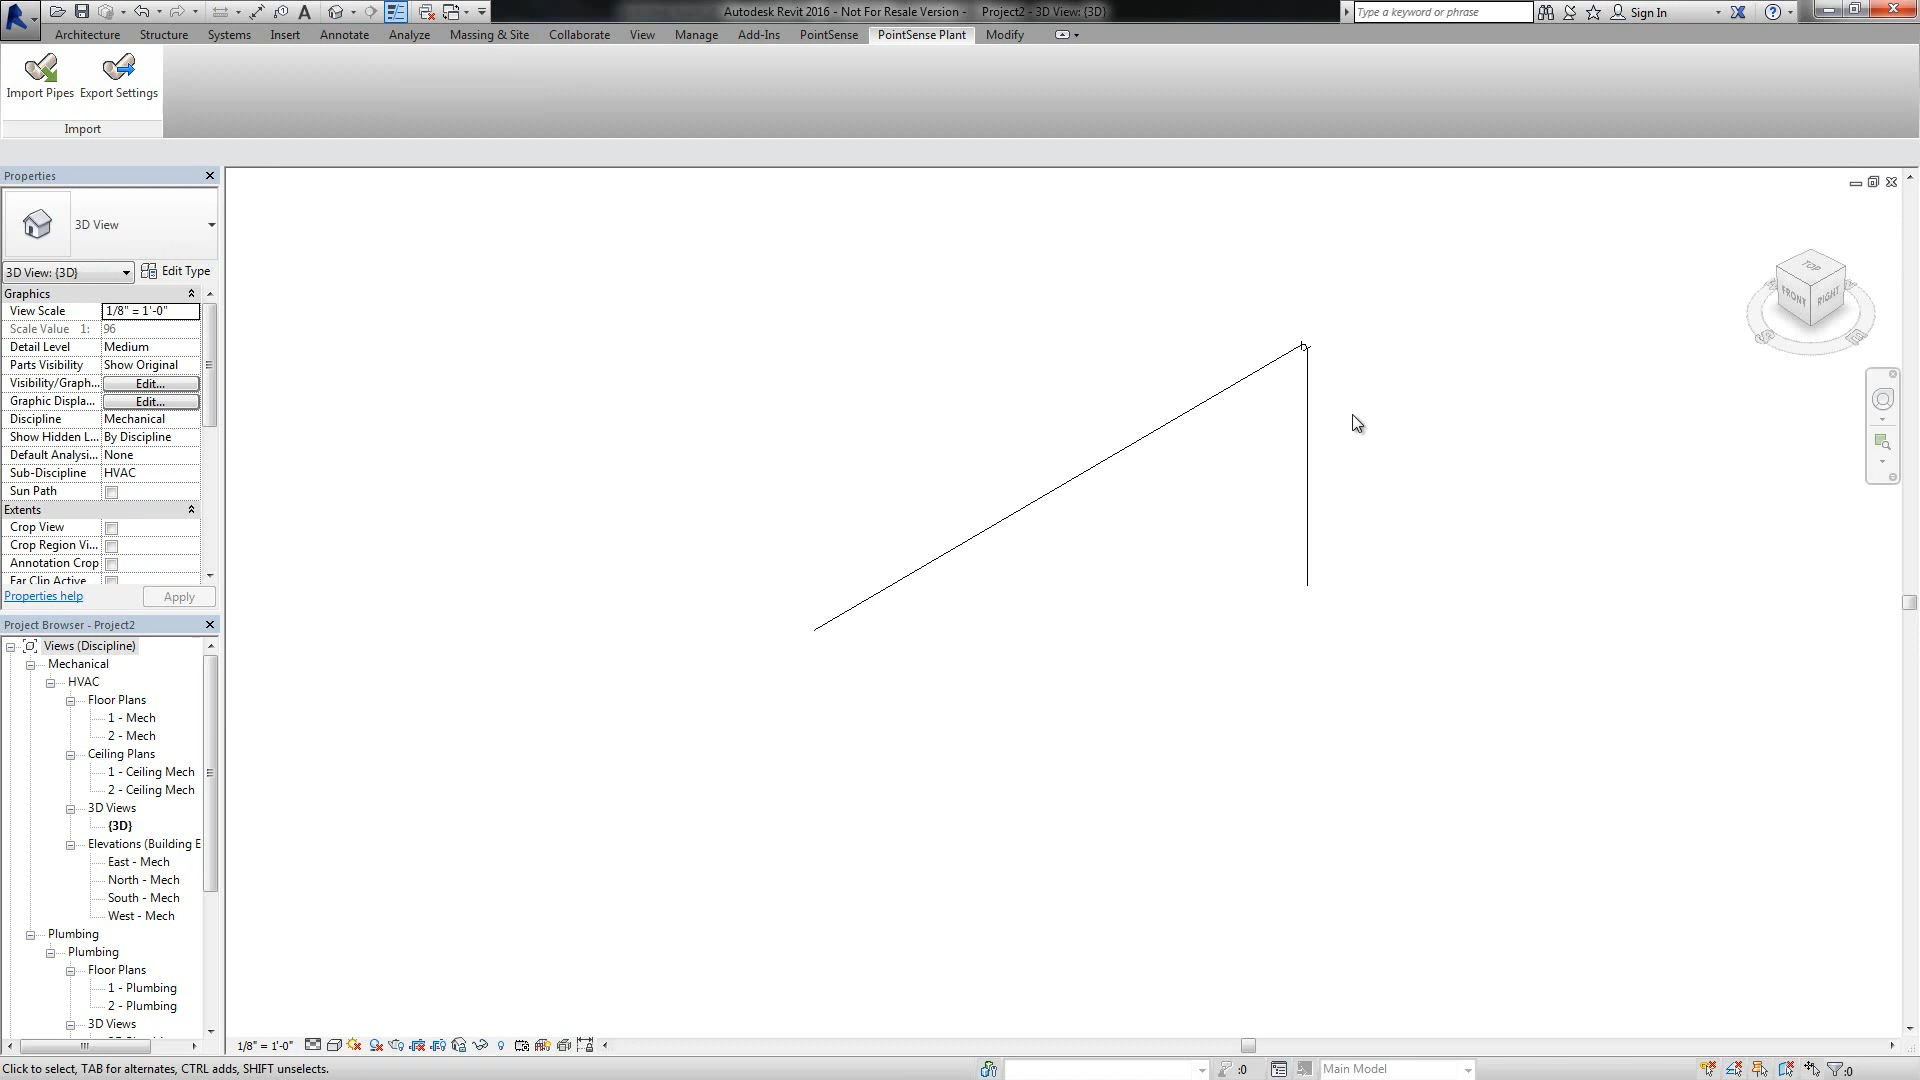 Autodesk Revit 2016 - Not For Resale Version - Project2 - 3D View: {3D}
Type a keyword or phrase
Sign In
Architecture Structure Systems Insert Annotate Analyze Massing & Site Collaborate View Manage Add-Ins PointSense PointSense Plant Modify
Import Pipes Export Settings
Import
Properties
3D View
3D View: {3D} Edit Type
Graphics
View Scale 1/8" = 1'-0"
Scale Value 1: 96
Detail Level Medium
Parts Visibility Show Original
Visibility/Graph... Edit...
Graphic Displa... Edit...
Discipline Mechanical
Show Hidden L... By Discipline
Default Analysi... None
Sub-Discipline HVAC
Sun Path
Extents
Crop View
Crop Region Vi...
Annotation Crop
Far Clip Active
Properties help Apply
Project Browser - Project2
Views (Discipline)
Mechanical
HVAC
Floor Plans
1 - Mech
2 - Mech
Ceiling Plans
1 - Ceiling Mech
2 - Ceiling Mech
3D Views
{3D}
Elevations (Building E
East - Mech
North - Mech
South - Mech
West - Mech
Plumbing
Plumbing
Floor Plans
1 - Plumbing
2 - Plumbing
3D Views
TOP
FRONT RIGHT
1/8" = 1'-0"
Click to select, TAB for alternates, CTRL adds, SHIFT unselects.
:0
Main Model
:0